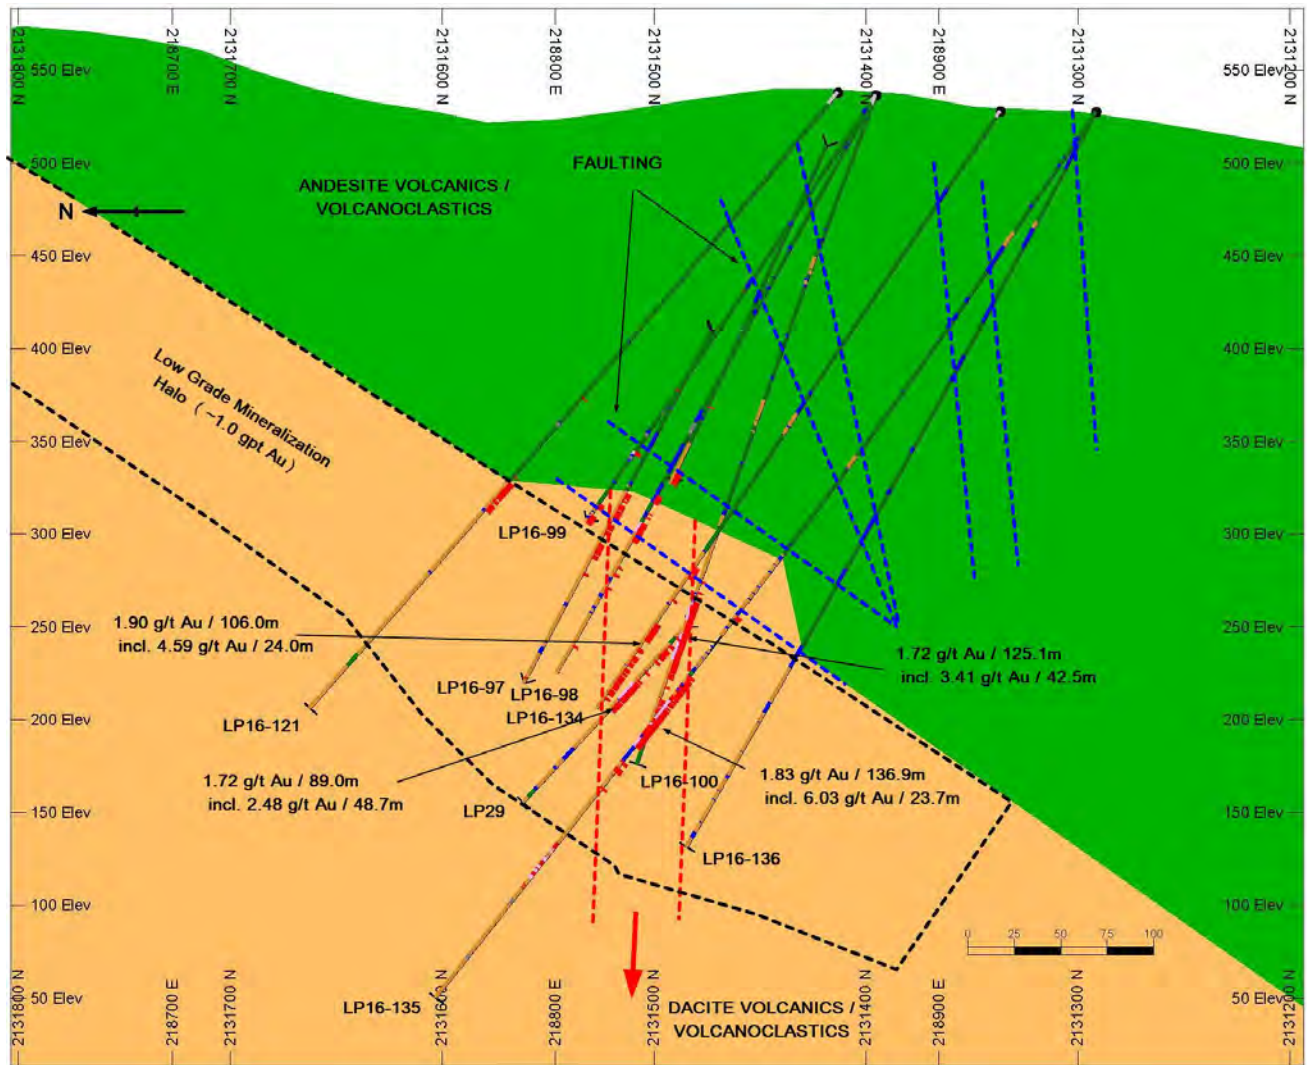 2131800 N
218700 E
2131700 N
2131600 N
218800 E
2131500 N
2131400 N
218900 E
2131300 N
2131200 N
550 Elev
550 Elev
500 Elev
500 Elev
FAULTING
ANDESITE VOLCANICS /
VOLCANOCLASTICS
N
450 Elev
450 Elev
400 Elev
400 Elev
Low Grade Mineralization
Halo ( ~1.0 gpt Au )
350 Elev
350 Elev
300 Elev
300 Elev
LP16-99
250 Elev
250 Elev
1.90 g/t Au / 106.0m
incl. 4.59 g/t Au / 24.0m
1.72 g/t Au / 125.1m
incl. 3.41 g/t Au / 42.5m
LP16-97
LP16-98
LP16-134
LP16-121
200 Elev
200 Elev
1.72 g/t Au / 89.0m
incl. 2.48 g/t Au / 48.7m
LP16-100
1.83 g/t Au / 136.9m
incl. 6.03 g/t Au / 23.7m
LP29
150 Elev
150 Elev
LP16-136
100 Elev
100 Elev
0 25 50 75 100
50 Elev
50 Elev
LP16-135
DACITE VOLCANICS /
VOLCANOCLASTICS
2131800 N
218700 E
2131700 N
2131600 N
218800 E
2131500 N
2131400 N
218900 E
2131300 N
2131200 N